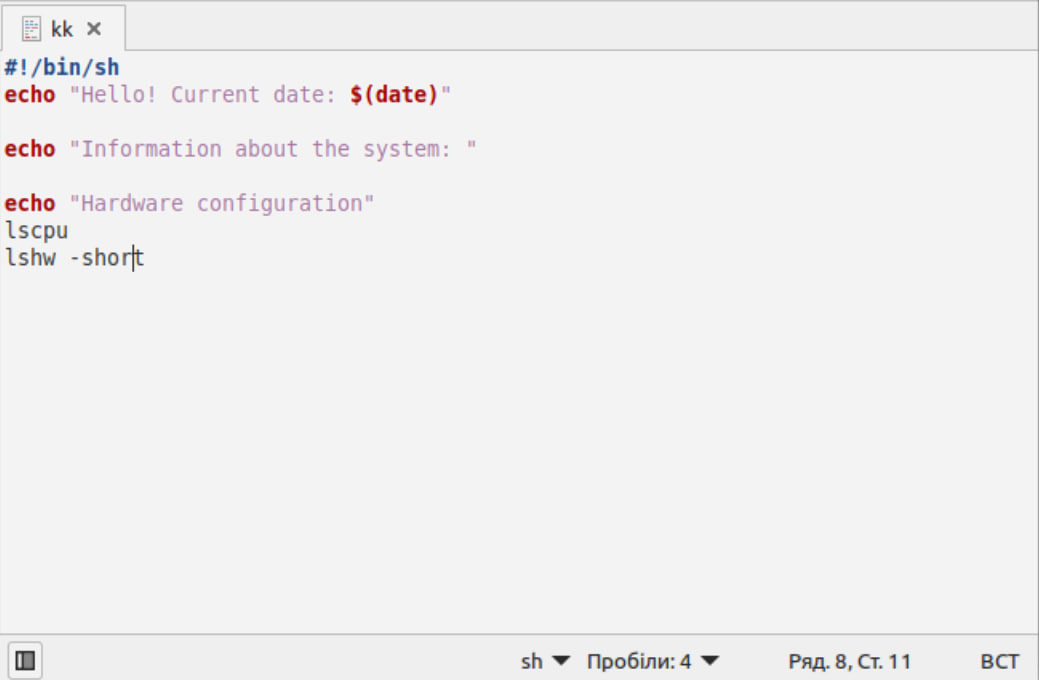 kk
#!/bin/sh
echo "Hello! Current date: $(date)"
echo "Information about the system: "
echo "Hardware configuration"
lscpu
lshw -short
sh Пробіли: 4 Ряд. 8, Ст. 11 ВСТ